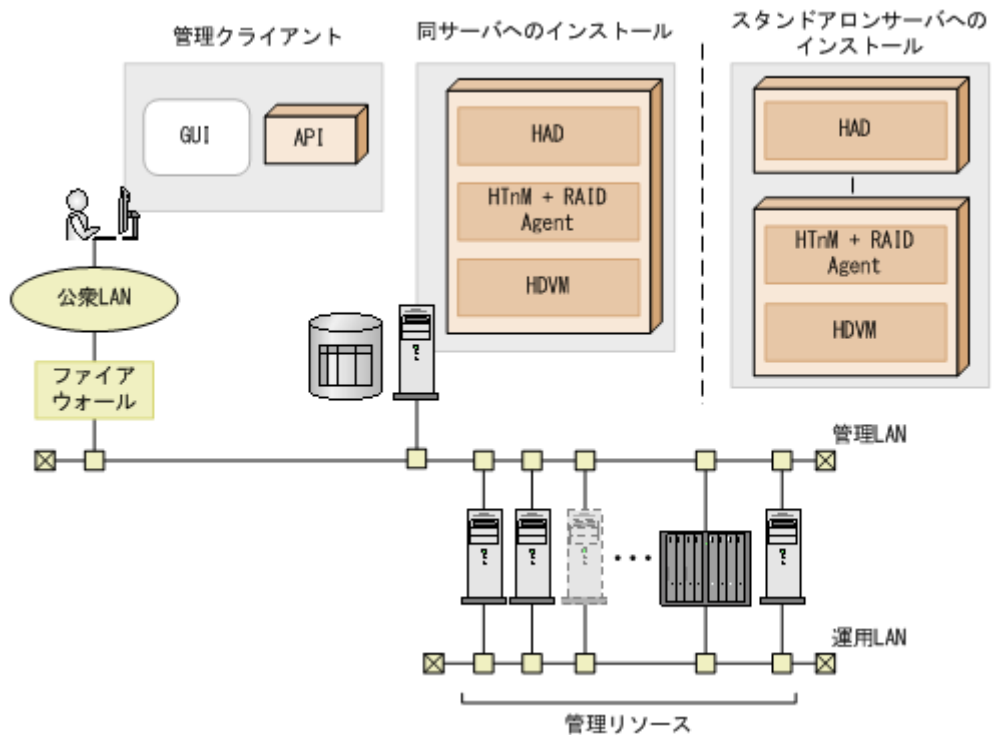 管理クライアント
同サーバへのインストール
スタンドアロンサーバへの
インストール
GUI
API
HAD
HTnM + RAID
Agent
HDVM
HAD
HTnM + RAID
Agent
HDVM
公衆LAN
ファイア
ウォール
管理LAN
運用LAN
管理リソース